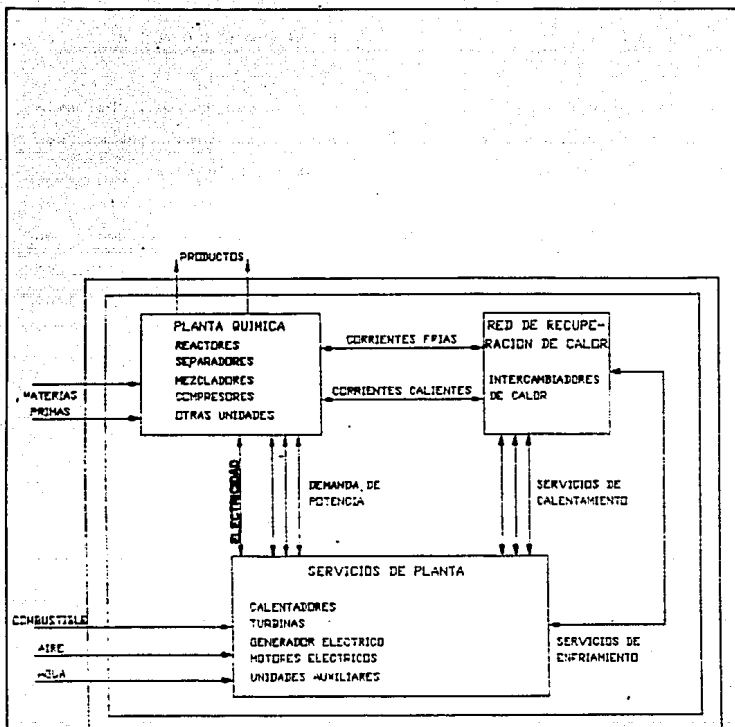 PRODUCTOS
PLANTA QUIMICA
REACTORES
SEPARADORES
MEZCLADORES
COMPRESORES
OTRAS UNIDADES
MATERIAS
PRIMAS
CORRIENTES FRIAS
CORRIENTES CALIENTES
RED DE RECUPE-
RACION DE CALOR
INTERCAMBIADORES
DE CALOR
ELECTRICIDAD
DEMANDA DE
POTENCIA
SERVICIOS DE
CALENTAMIENTO
SERVICIOS DE PLANTA
CALENTADORES
TURBINAS
GENERADOR ELECTRICO
MOTORES ELECTRICOS
UNIDADES AUXILIARES
COMBUSTIBLE
AIRE
AGUA
SERVICIOS DE
ENFRIAMIENTO